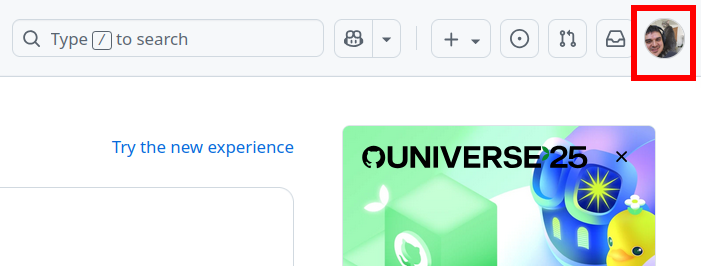 Type / to search
Try the new experience
UNIVERSE'25